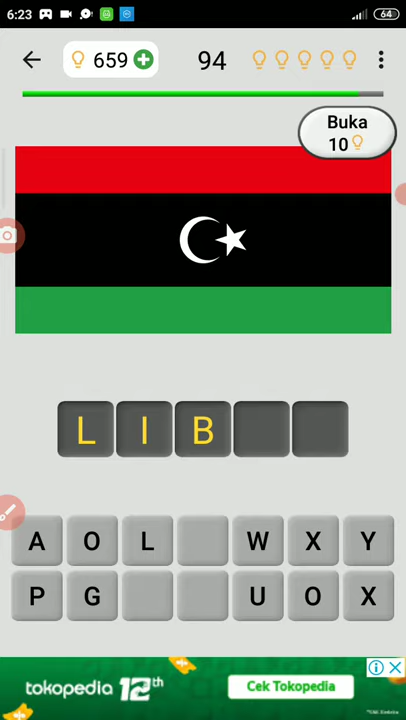 6:23 64
659 94
Buka
10
L I B
A O L W X Y
P G U O X
tokopedia 12th Cek Tokopedia